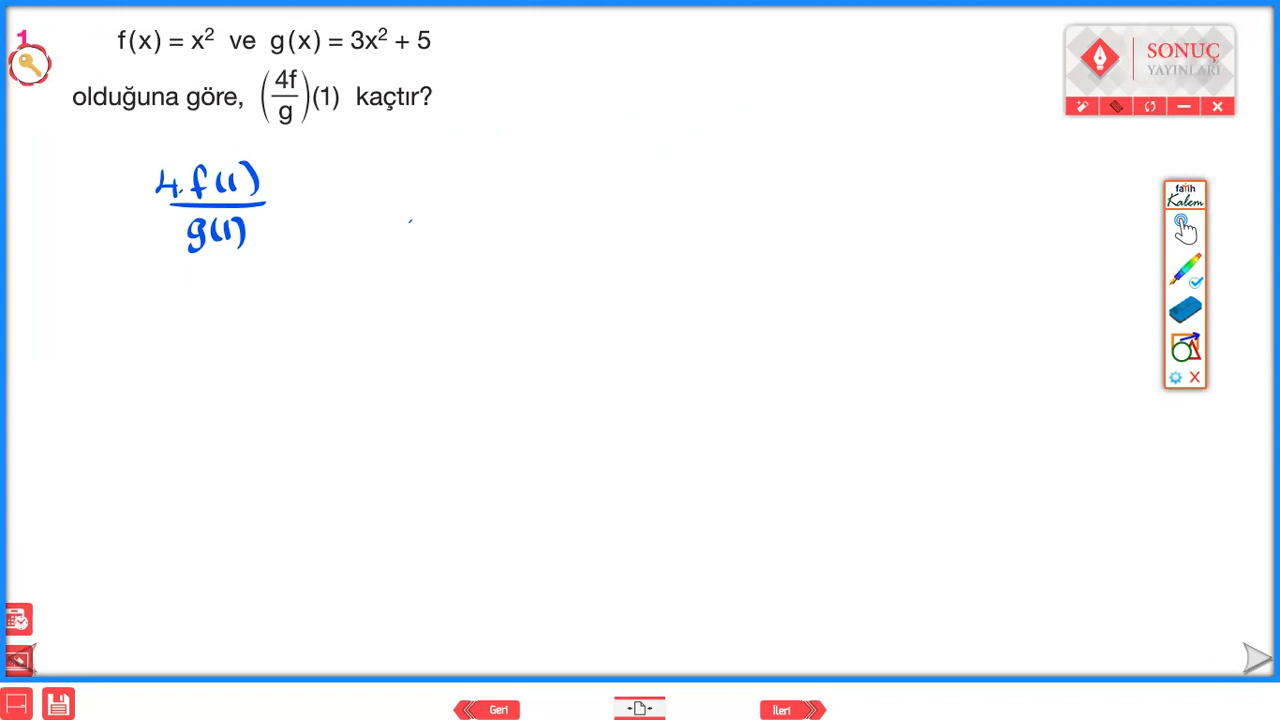 1
f(x) = x² ve g(x) = 3x² + 5
olduğuna göre, (4f/g)(1) kaçtır?
4.f(1)
g(1)
SONUÇ
YAYINLARI
fatih
Kalem
Geri
İleri